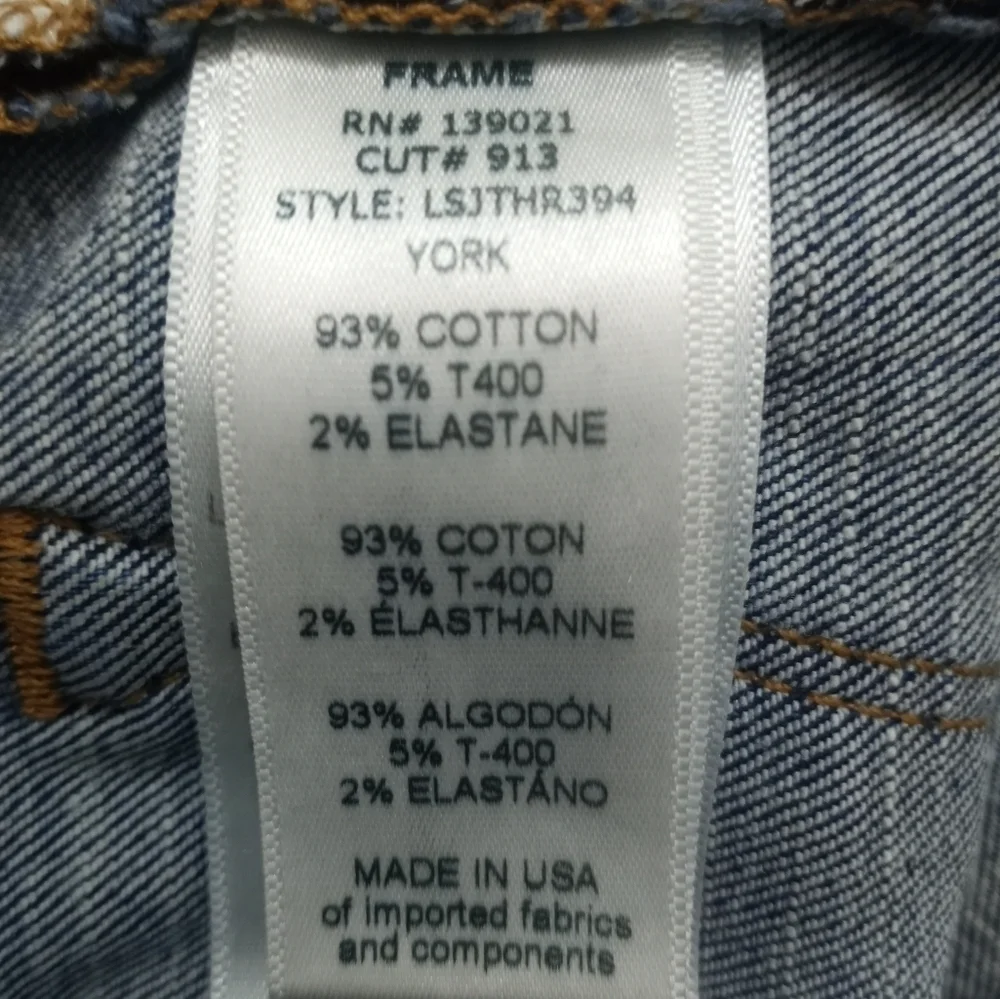 FRAME
RN# 139021
CUT# 913
STYLE: LSJTHR394
YORK
93% COTTON
5% T400
2% ELASTANE
93% COTON
5% T-400
2% ÉLASTHANNE
93% ALGODÓN
5% T-400
2% ELASTÁNO
MADE IN USA
of imported fabrics
and components